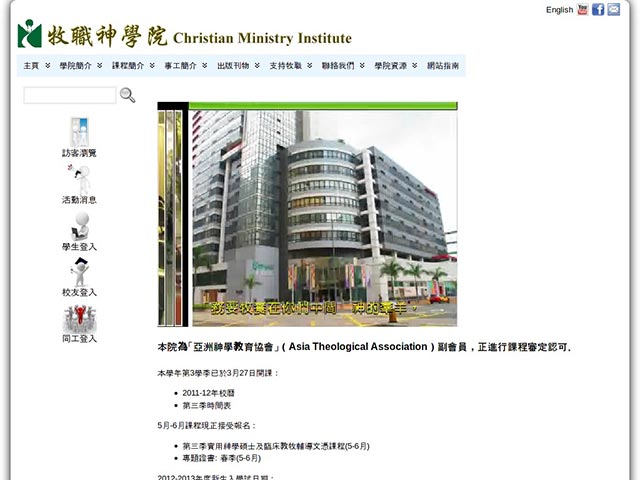 English
牧職神學院 Christian Ministry Institute
主頁 學院簡介 課程簡介 事工簡介 出版刊物 支持牧職 聯絡我們 學院資源 網站指南
訪客瀏覽
活動消息
學生登入
校友登入
同工登入
務要牧養在你們中間 神的羣羊。
本院為「亞洲神學教育協會」( Asia Theological Association ) 副會員，正進行課程審定認可。
本學年第3學季已於3月27日開課：
2011-12年校曆
第三季時間表
5月-6月課程現正接受報名：
第三季實用神學碩士及臨床教牧輔導文憑課程(5-6月)
專題證書: 春季(5-6月)
2012-2013年度新生入學試日期：